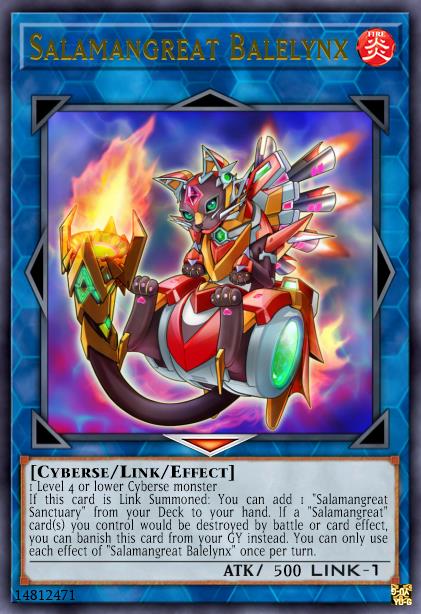 Salamangreat Balelynx
FIRE
炎
[Cyberse/Link/Effect]
1 Level 4 or lower Cyberse monster
If this card is Link Summoned: You can add 1 "Salamangreat
Sanctuary" from your Deck to your hand. If a "Salamangreat"
card(s) you control would be destroyed by battle or card effect,
you can banish this card from your GY instead. You can only use
each effect of "Salamangreat Balelynx" once per turn.
ATK/ 500 LINK-1
14812471